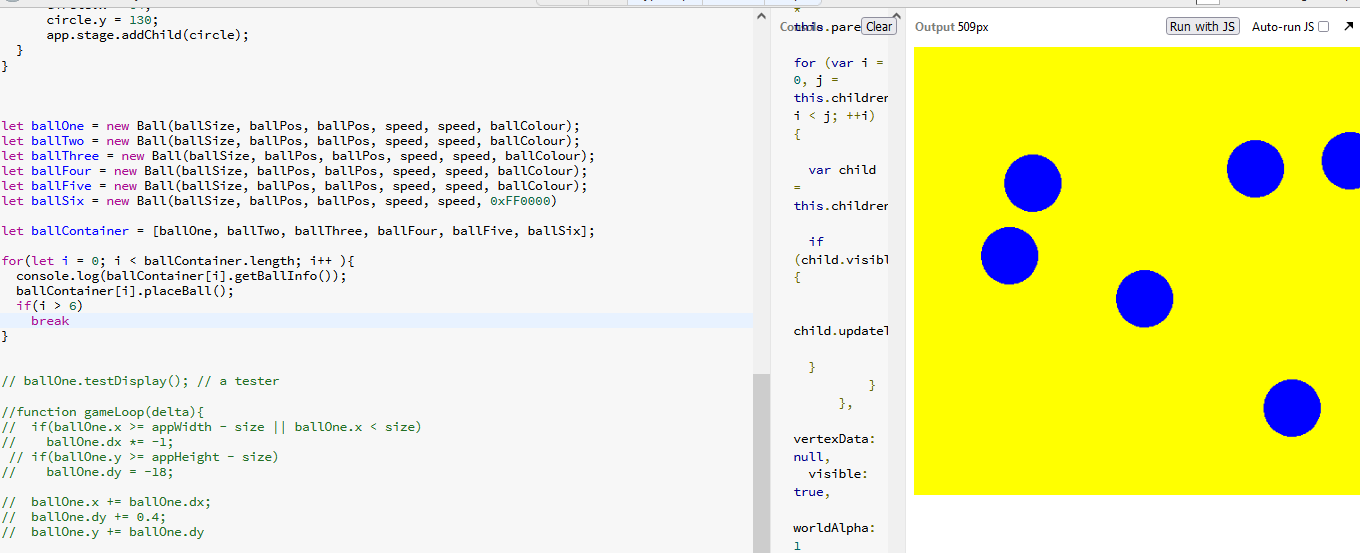 circle.y = 130;
app.stage.addChild(circle);
}
}
let ballOne = new Ball(ballSize, ballPos, ballPos, speed, speed, ballColour);
let ballTwo = new Ball(ballSize, ballPos, ballPos, speed, speed, ballColour);
let ballThree = new Ball(ballSize, ballPos, ballPos, speed, speed, ballColour);
let ballFour = new Ball(ballSize, ballPos, ballPos, speed, speed, ballColour);
let ballFive = new Ball(ballSize, ballPos, ballPos, speed, speed, ballColour);
let ballSix = new Ball(ballSize, ballPos, ballPos, speed, speed, 0xFF0000)
let ballContainer = [ballOne, ballTwo, ballThree, ballFour, ballFive, ballSix];
for(let i = 0; i < ballContainer.length; i++ ){
console.log(ballContainer[i].getBallInfo());
ballContainer[i].placeBall();
if(i > 6)
break
}
// ballOne.testDisplay(); // a tester
//function gameLoop(delta){
//  if(ballOne.x >= appWidth - size || ballOne.x < size)
//    ballOne.dx *= -1;
// if(ballOne.y >= appHeight - size)
//    ballOne.dy = -18;
//  ballOne.x += ballOne.dx;
//  ballOne.dy += 0.4;
//  ballOne.y += ballOne.dy
*
Clear
this.pare
for (var i =
0, j =
this.children
i < j; ++i)
{
var child
=
this.children
if
(child.visibl
{
child.updateT
}
}
},
vertexData:
null,
visible:
true,
worldAlpha:
1
Output 509px
Run with JS
Auto-run JS